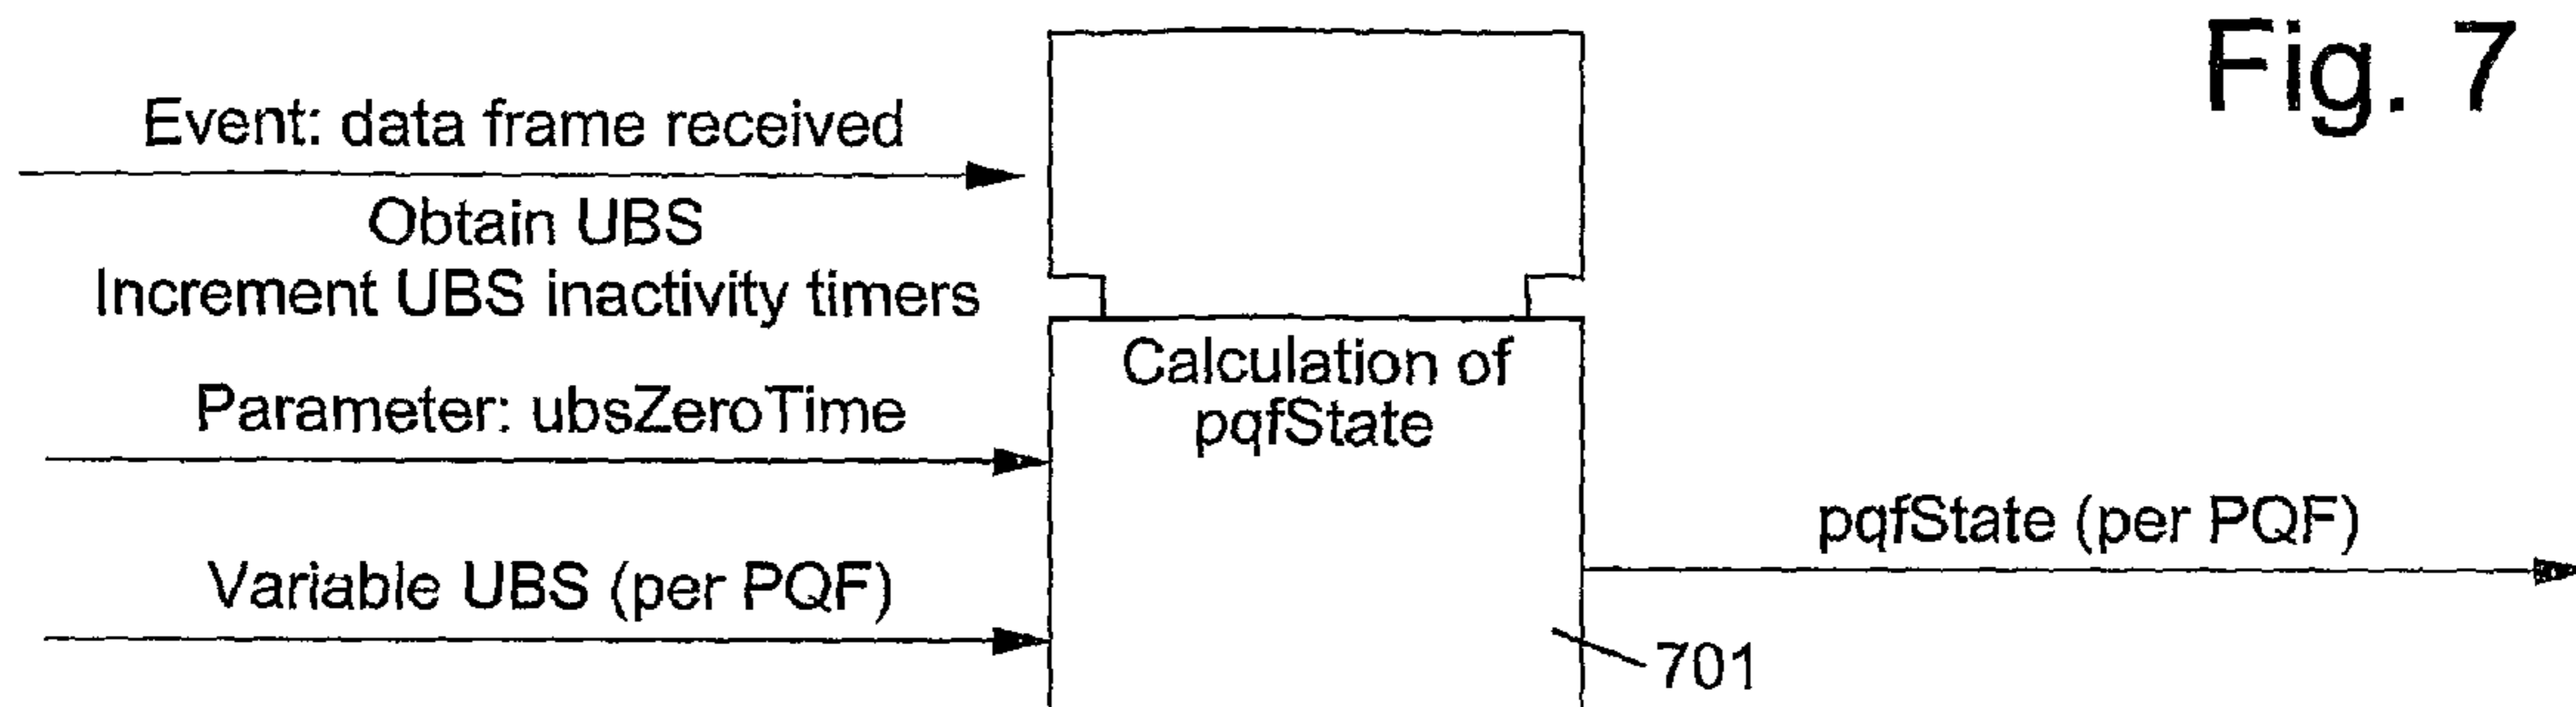 Fig. 7
Event: data frame received
Obtain UBS
Increment UBS inactivity timers
Parameter: ubsZeroTime
Variable UBS (per PQF)
Calculation of
pqfState
pqfState (per PQF)
701